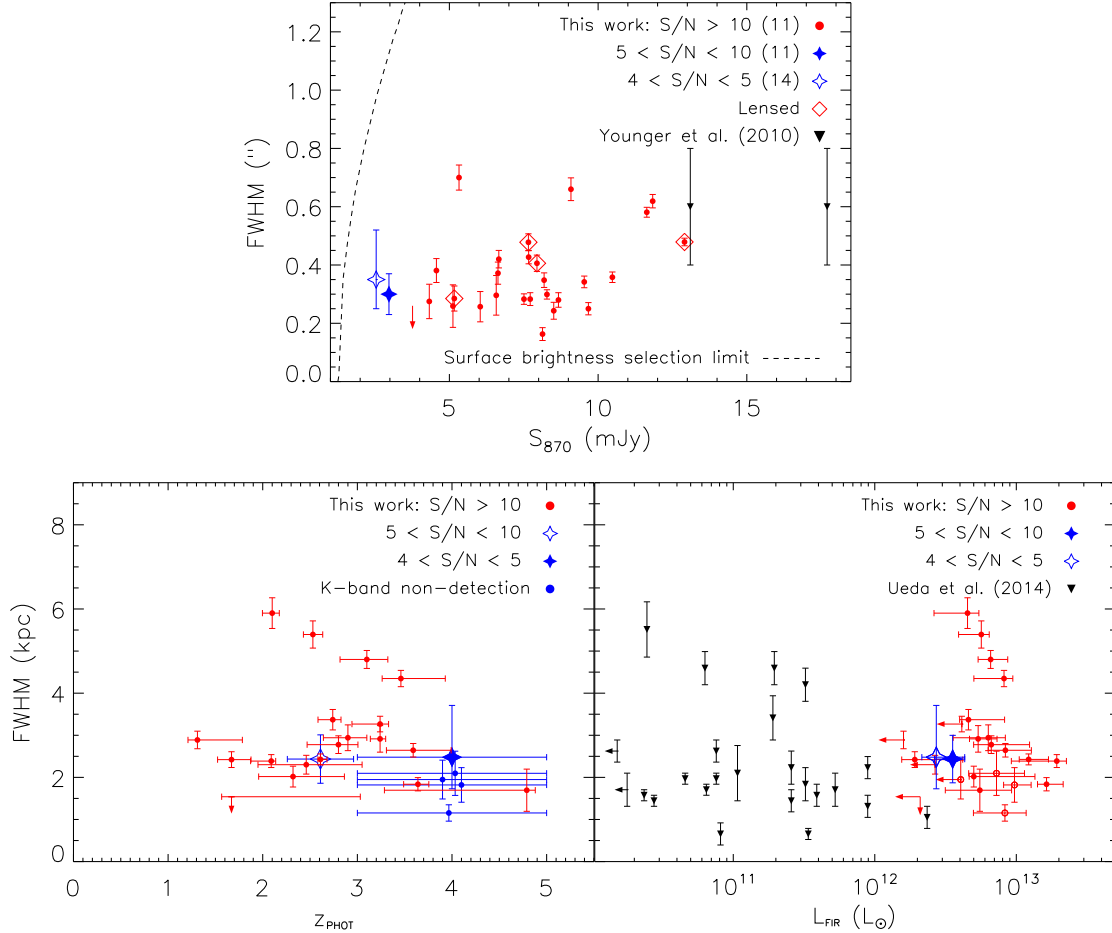 This work: S/N > 10 (11)
5 < S/N < 10 (11)
4 < S/N < 5 (14)
Lensed
Younger et al. (2010)
FWHM (")
1.2
1.0
0.8
0.6
0.4
0.2
0.0
Surface brightness selection limit
5 10 15
S870 (mJy)
This work: S/N > 10
5 < S/N < 10
4 < S/N < 5
K-band non-detection
FWHM (kpc)
8
6
4
2
0
0 1 2 3 4 5
ZPHOT
This work: S/N > 10
5 < S/N < 10
4 < S/N < 5
Ueda et al. (2014)
10^11 10^12 10^13
LFIR (L⊙)